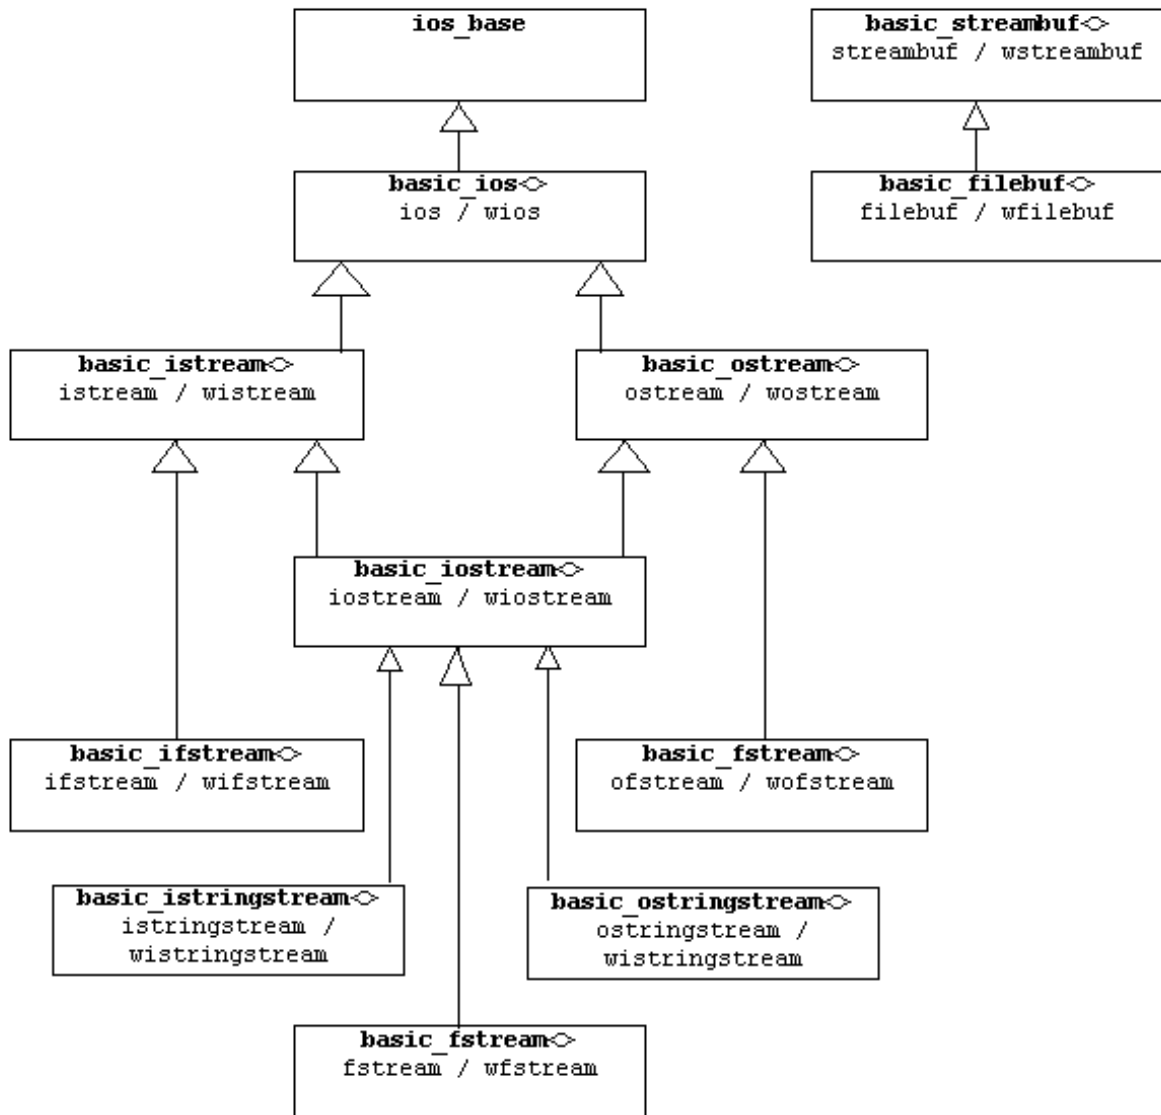 ios_base
basic_streambuf<>
streambuf / wstreambuf
basic_ios<>
ios / wios
basic_filebuf<>
filebuf / wfilebuf
basic_istream<>
istream / wistream
basic_ostream<>
ostream / wostream
basic_iostream<>
iostream / wiostream
basic_ifstream<>
ifstream / wifstream
basic_fstream<>
ofstream / wofstream
basic_istringstream<>
istringstream /
wistringstream
basic_ostringstream<>
ostringstream /
wistringstream
basic_fstream<>
fstream / wfstream